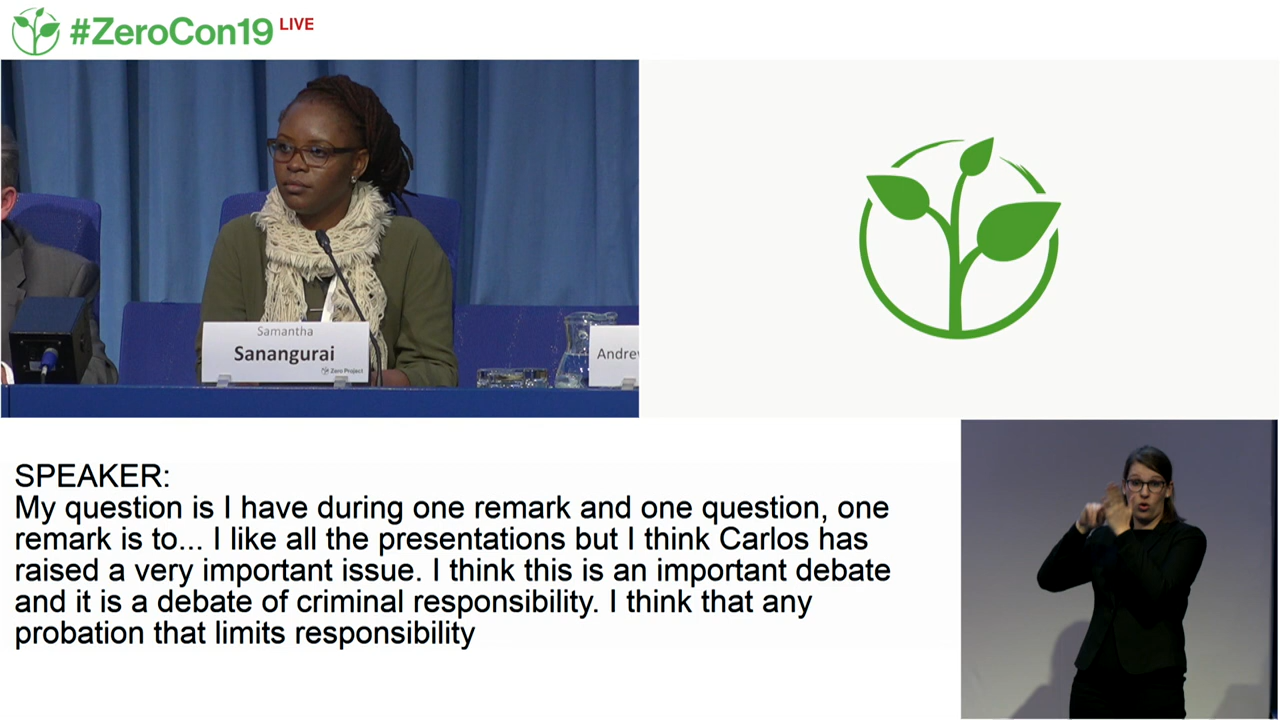 #ZeroCon19 LIVE
Samantha
Sanangurai
Zero Project
Andrew
SPEAKER:
My question is I have during one remark and one question, one
remark is to... I like all the presentations but I think Carlos has
raised a very important issue. I think this is an important debate
and it is a debate of criminal responsibility. I think that any
probation that limits responsibility